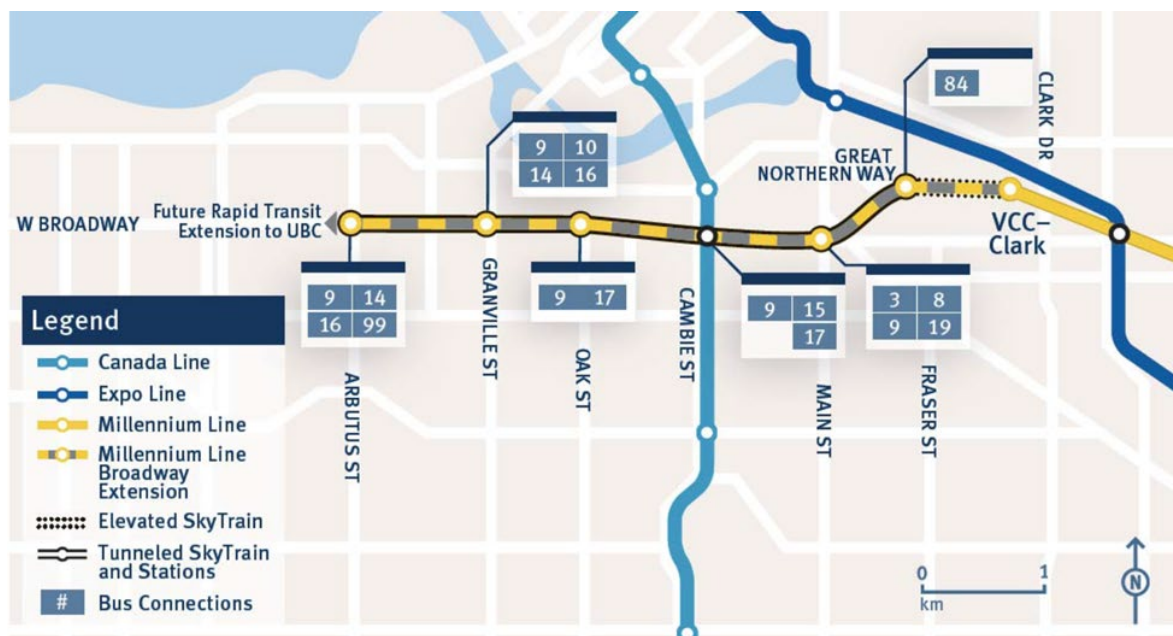 84
CLARK DR
9 10
14 16
GREAT
NORTHERN WAY
W BROADWAY
Future Rapid Transit
Extension to UBC
VCC–
Clark
9 14
16 99
GRANVILLE ST
9 17
OAK ST
CAMBIE ST
9 15
17
3 8
9 19
ARBUTUS ST
MAIN ST
FRASER ST
Legend
Canada Line
Expo Line
Millennium Line
Millennium Line
Broadway
Extension
Elevated SkyTrain
Tunneled SkyTrain
and Stations
# Bus Connections
0 1
km
N